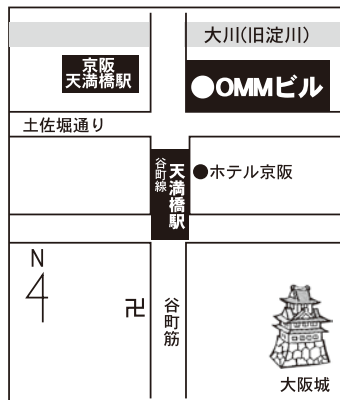 大川(旧淀川)
京阪
天満橋駅
●OMMビル
土佐堀通り
谷町線
天満橋駅
●ホテル京阪
N
卍
谷町筋
大阪城